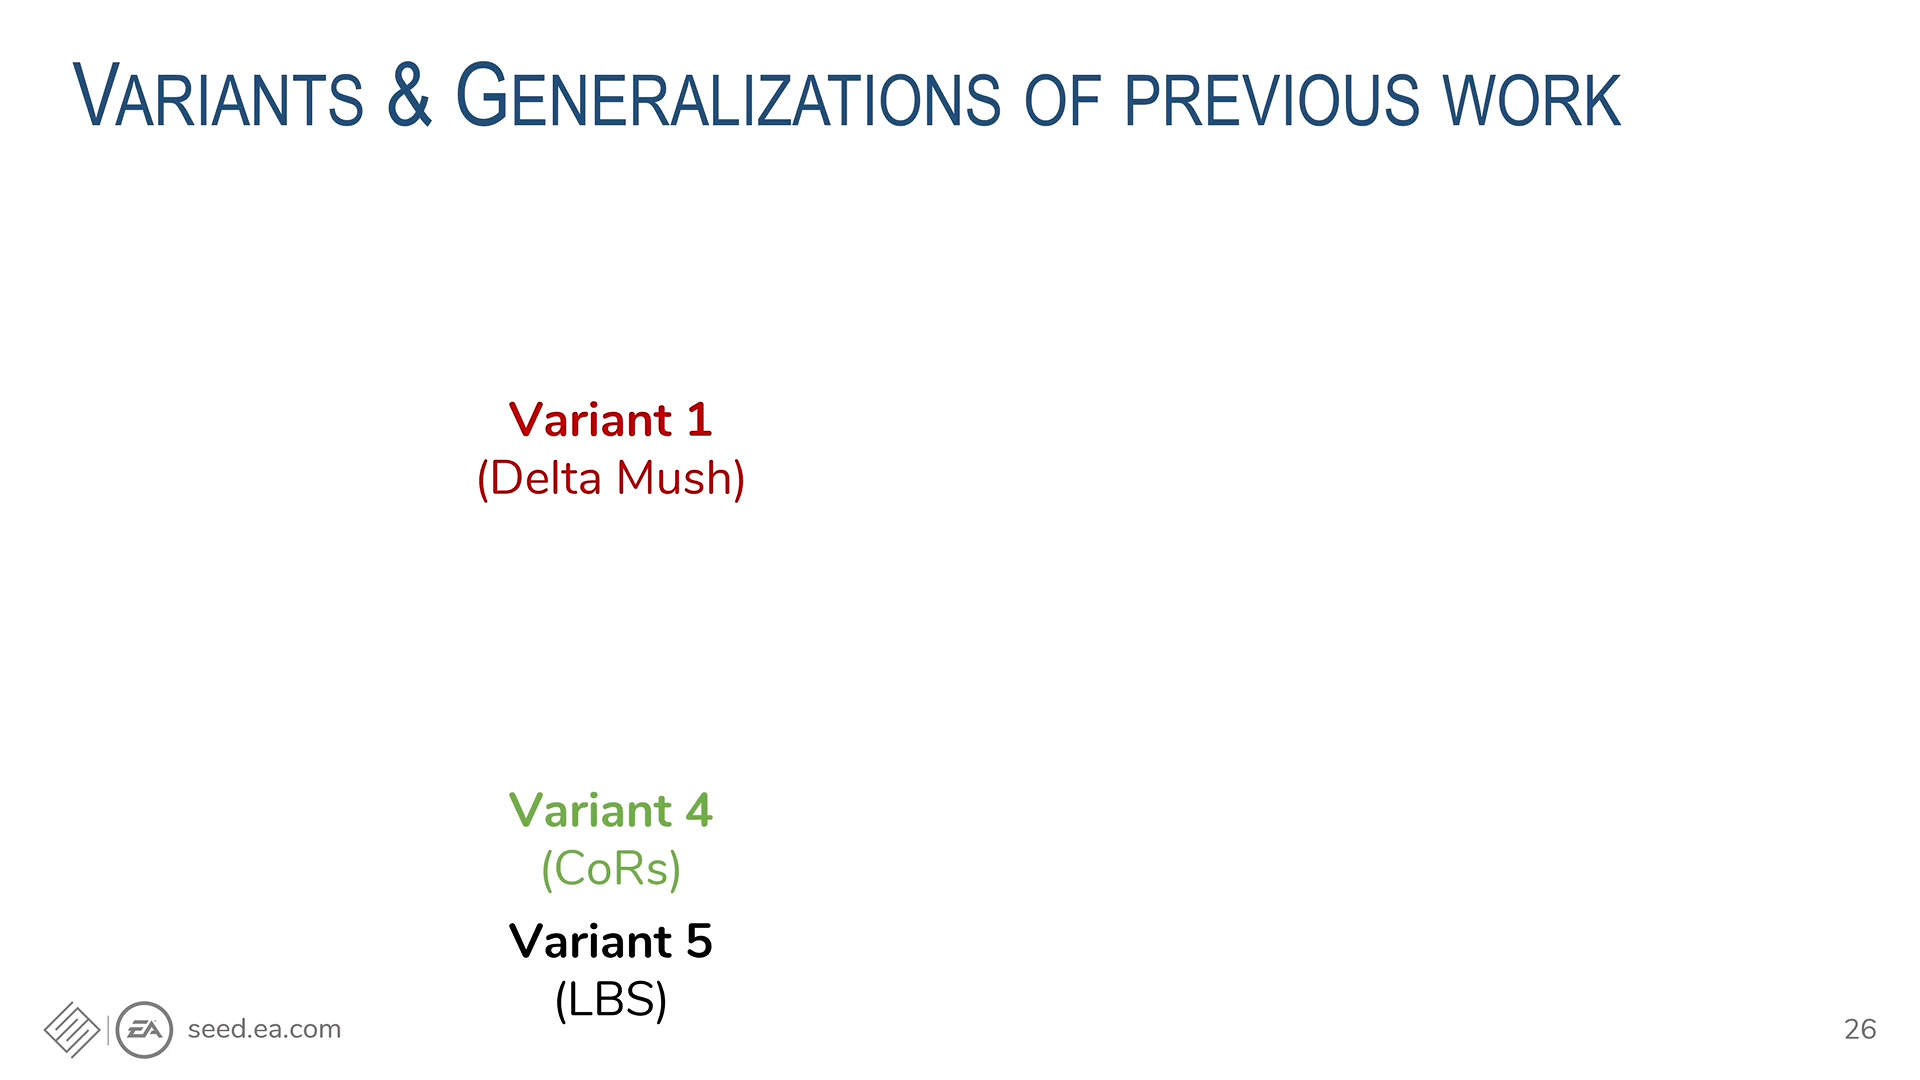 VARIANTS & GENERALIZATIONS OF PREVIOUS WORK
Variant 1
(Delta Mush)
Variant 4
(CoRs)
Variant 5
(LBS)
EA
seed.ea.com
26